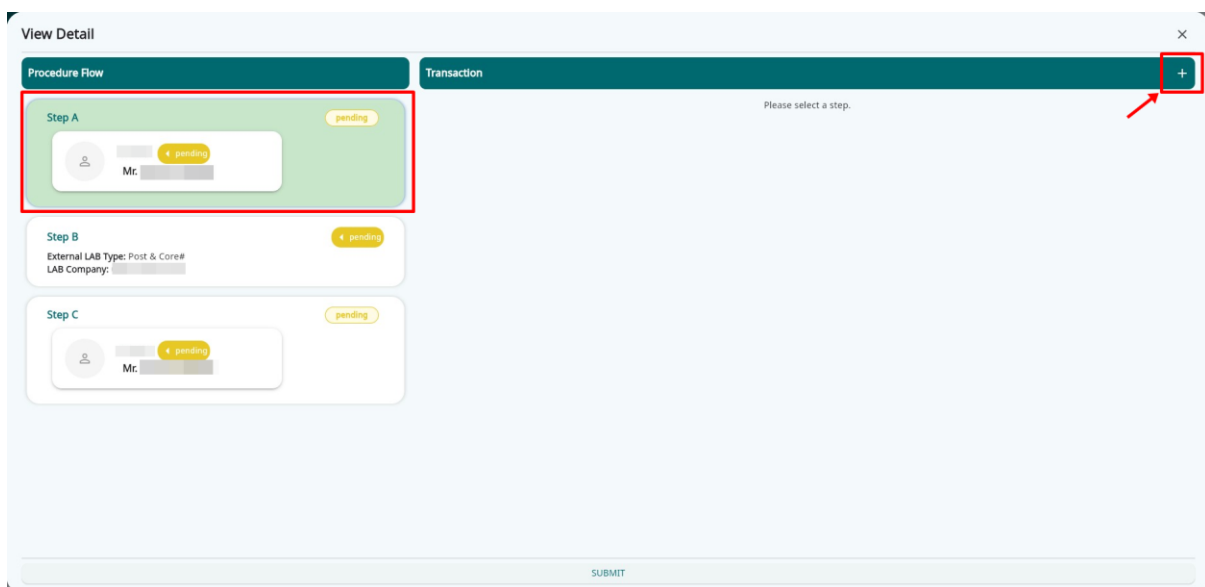 View Detail
Procedure Flow
Transaction
Please select a step.
Step A
pending
pending
Mr.
Step B
pending
External LAB Type: Post & Core#
LAB Company:
Step C
pending
pending
Mr.
SUBMIT